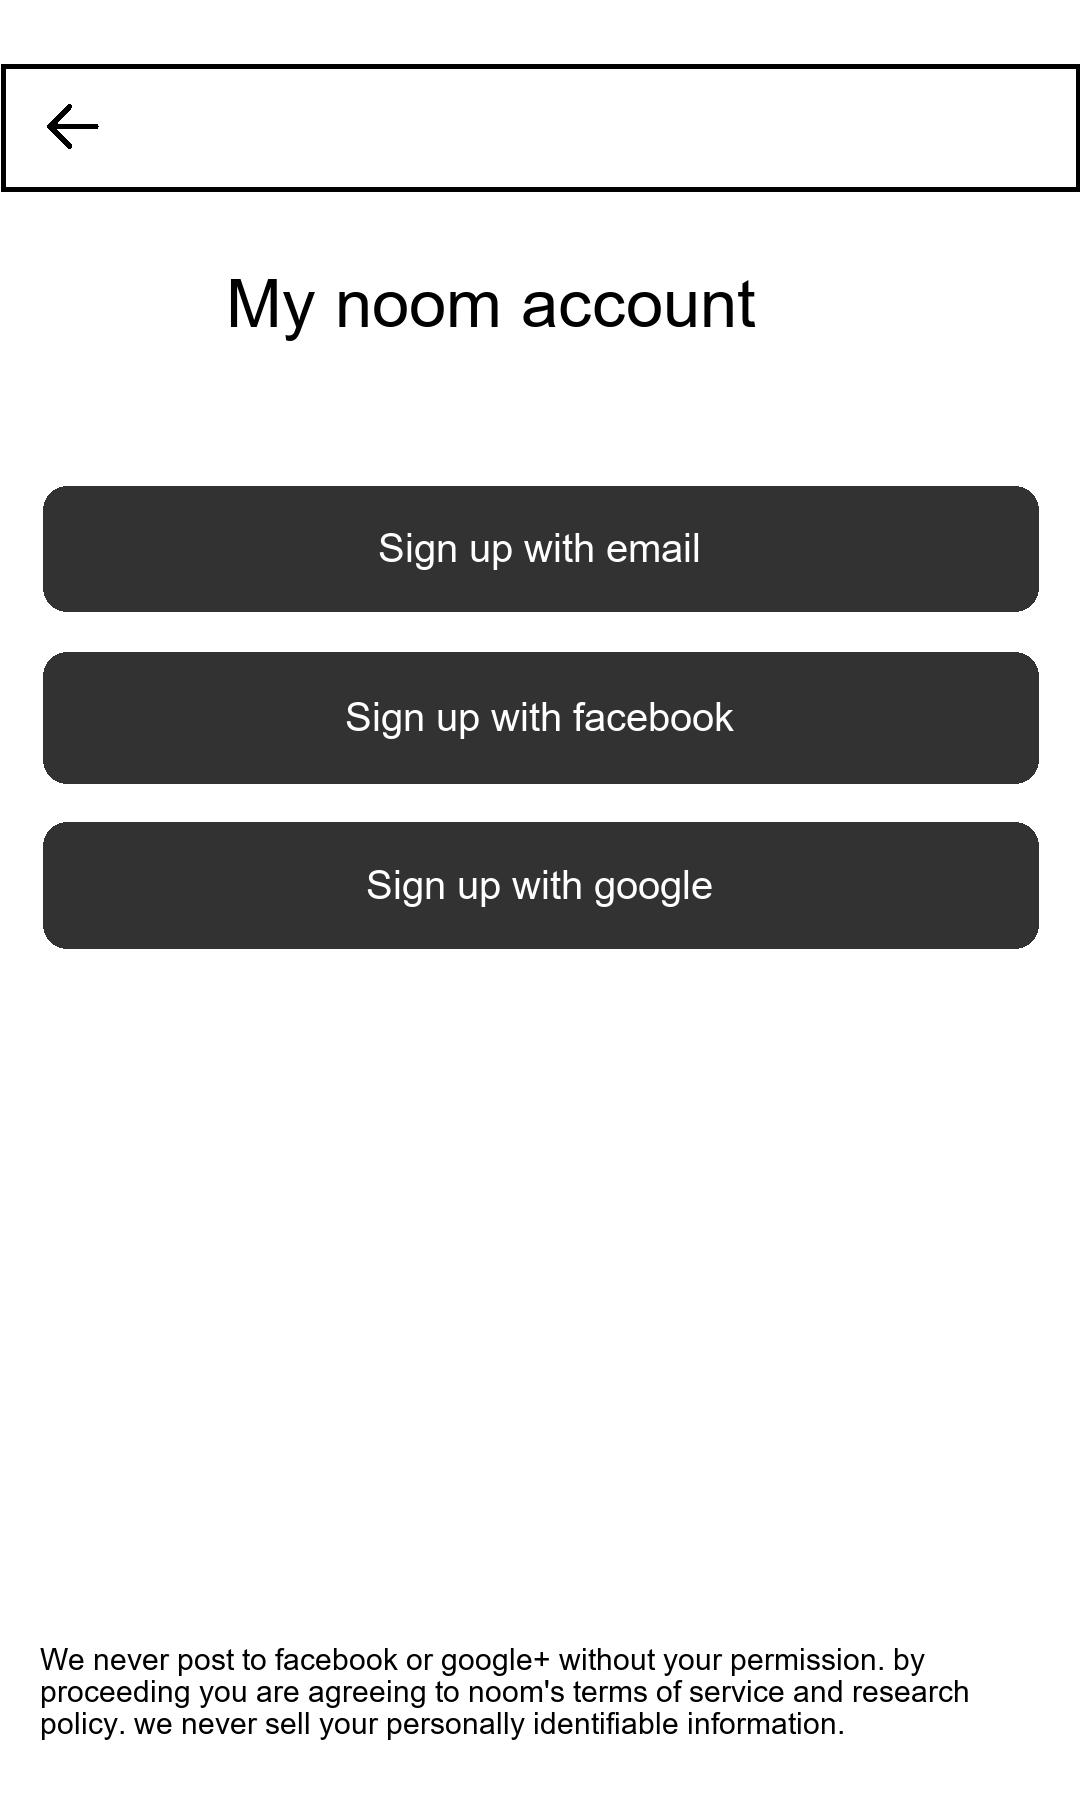 My noom account
Sign up with email
Sign up with facebook
Sign up with google
We never post to facebook or google+ without your permission. by
proceeding you are agreeing to noom's terms of service and research
policy. we never sell your personally identifiable information.